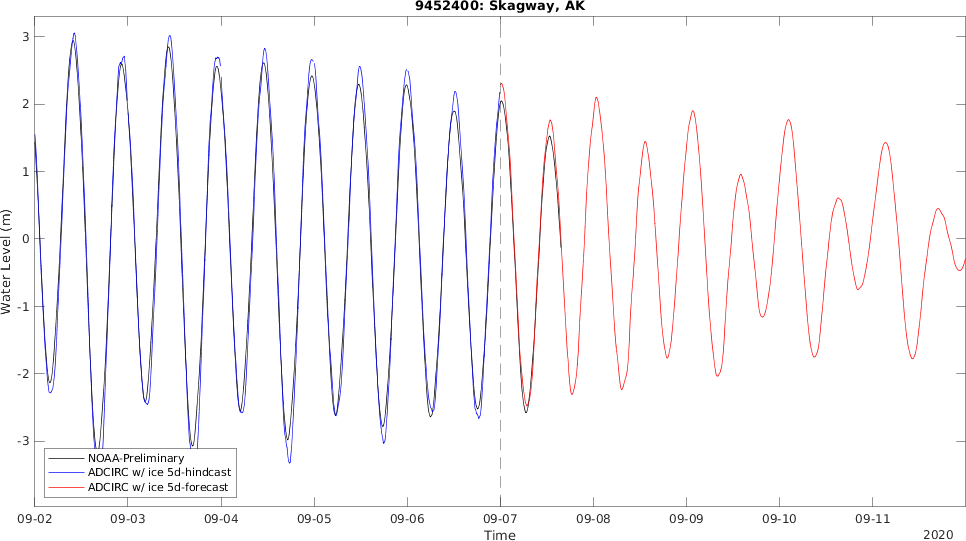 9452400: Skagway, AK
3
2
1
0
-1
-2
-3
Water Level (m)
NOAA-Preliminary
ADCIRC w/ ice 5d-hindcast
ADCIRC w/ ice 5d-forecast
09-02 09-03 09-04 09-05 09-06 09-07 09-08 09-09 09-10 09-11
Time
2020